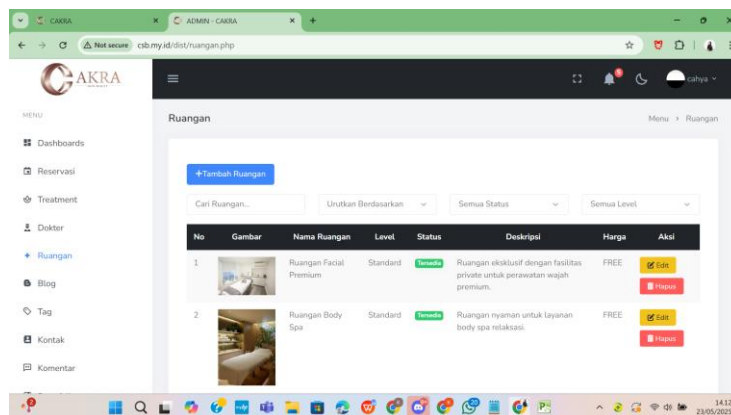 CAKRA
ADMIN - CAKRA
Not secure
csb.my.id/dist/ruangan.php
AKRA
cahya
MENU
Ruangan
Menu > Ruangan
Dashboards
Reservasi
Treatment
Dokter
Ruangan
Blog
Tag
Kontak
Komentar
+Tambah Ruangan
Cari Ruangan...
Urutkan Berdasarkan
Semua Status
Semua Level
No Gambar Nama Ruangan Level Status Deskripsi Harga Aksi
1 Ruangan Facial Premium Standard Tersedia Ruangan eksklusif dengan fasilitas FREE Edit
private untuk perawatan wajah
premium.
Hapus
2 Ruangan Body Spa Standard Tersedia Ruangan nyaman untuk layanan FREE Edit
body spa relaksasi.
Hapus
14.12